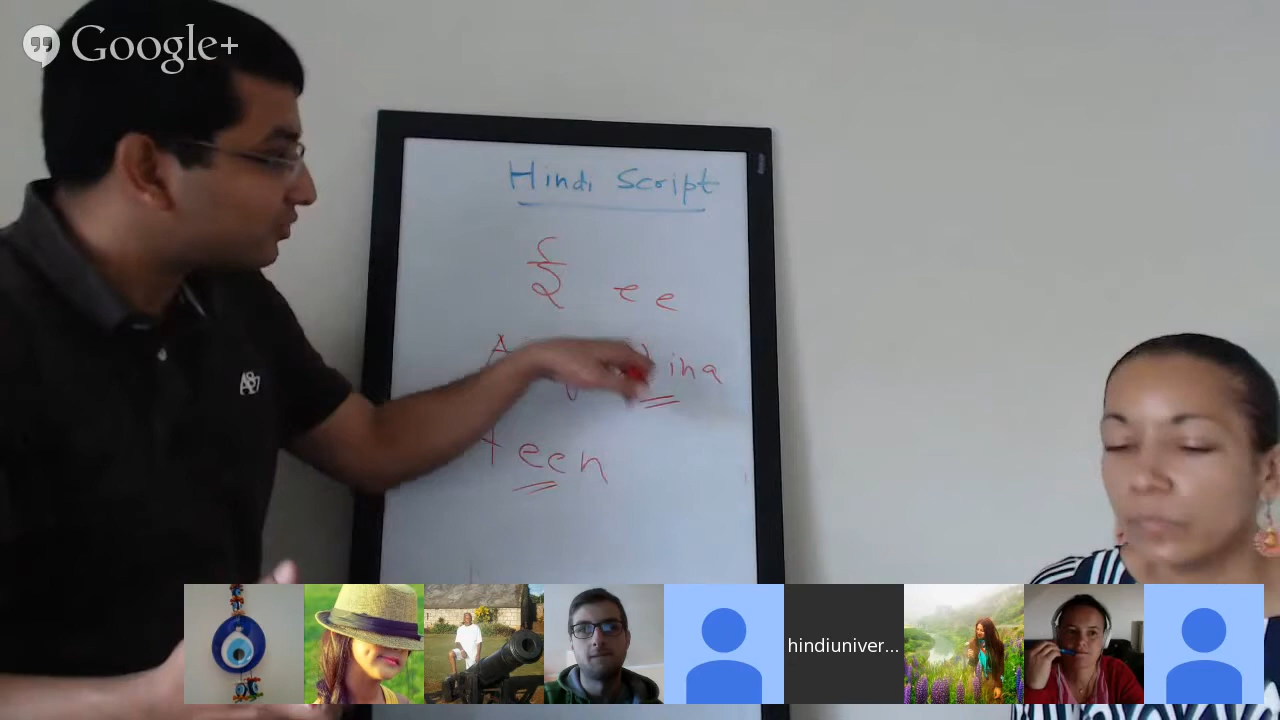 Google+
Hindi Script
ई ee
ina
teen
hindiuniver...